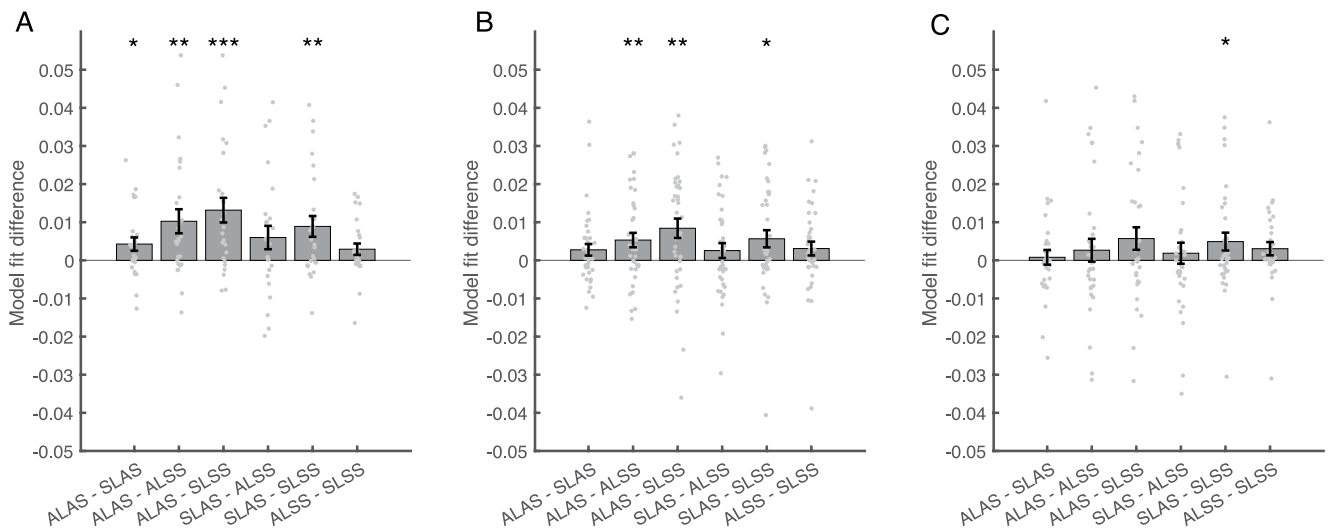 A
* ** *** **
0.05
0.04
0.03
0.02
0.01
0
-0.01
-0.02
-0.03
-0.04
-0.05
Model fit difference
ALAS - SLAS
ALAS - ALSS
ALAS - SLSS
SLAS - ALSS
SLAS - SLSS
ALSS - SLSS
B
** ** *
0.05
0.04
0.03
0.02
0.01
0
-0.01
-0.02
-0.03
-0.04
-0.05
Model fit difference
ALAS - SLAS
ALAS - ALSS
ALAS - SLSS
SLAS - ALSS
SLAS - SLSS
ALSS - SLSS
C
*
0.05
0.04
0.03
0.02
0.01
0
-0.01
-0.02
-0.03
-0.04
-0.05
Model fit difference
ALAS - SLAS
ALAS - ALSS
ALAS - SLSS
SLAS - ALSS
SLAS - SLSS
ALSS - SLSS